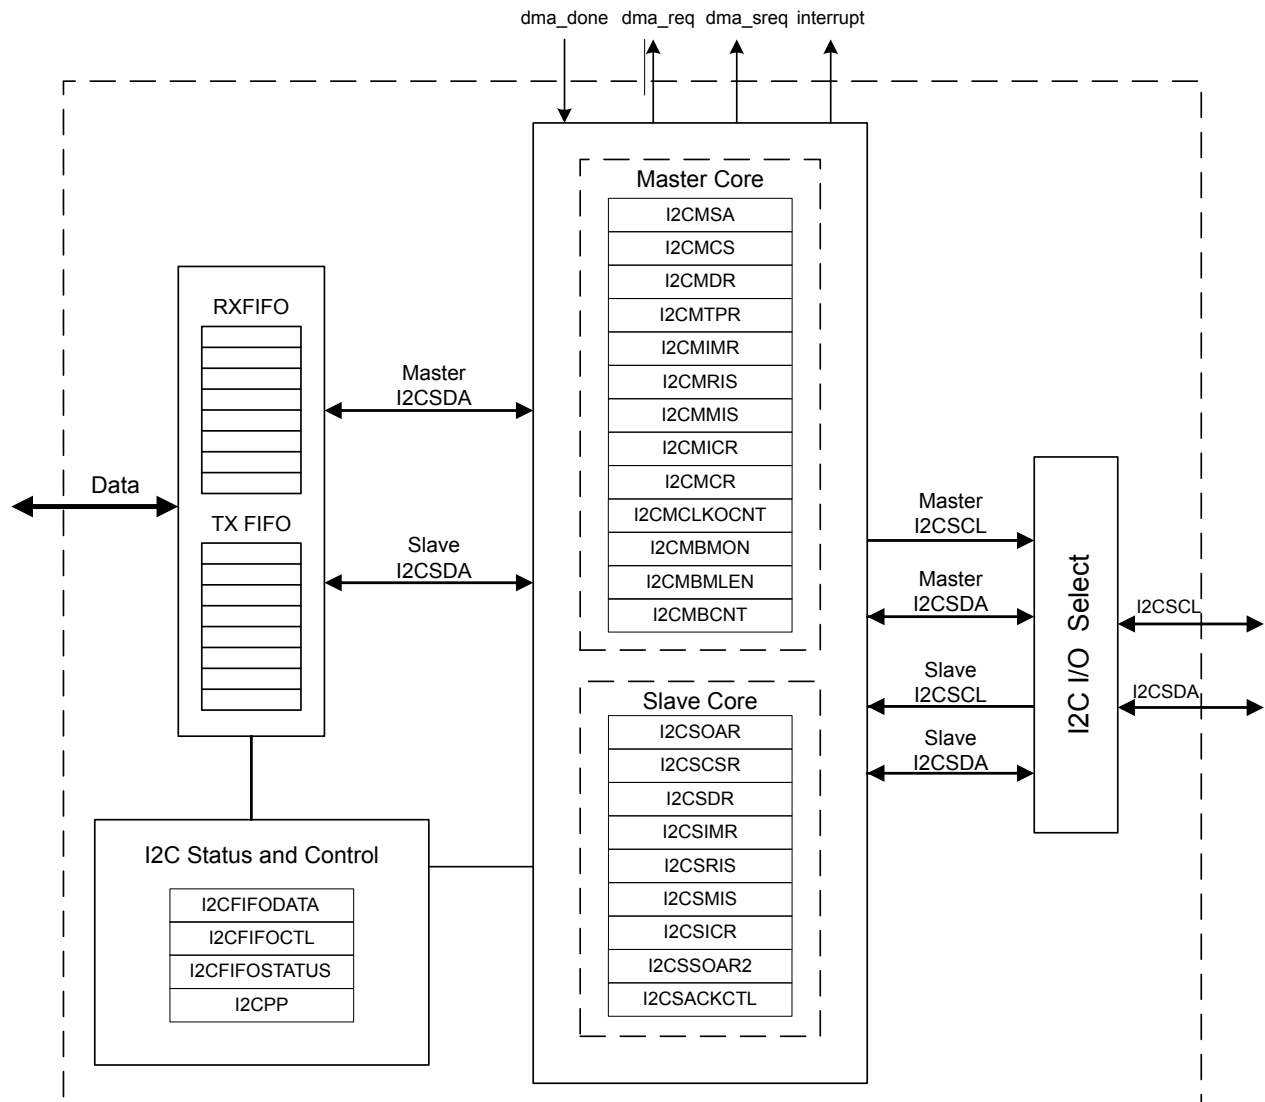 dma_done dma_req dma_sreq interrupt
Master Core
I2CMSA
I2CMCS
I2CMDR
I2CMTPR
I2CMIMR
I2CMRIS
I2CMMIS
I2CMICR
I2CMCR
I2CMCLKOCNT
I2CMBMON
I2CMBMLEN
I2CMBCNT
RXFIFO
TX FIFO
Data
Master
I2CSDA
Slave
I2CSDA
Slave Core
I2CSOAR
I2CSCSR
I2CSDR
I2CSIMR
I2CSRIS
I2CSMIS
I2CSICR
I2CSSOAR2
I2CSACKCTL
I2C Status and Control
I2CFIFODATA
I2CFIFOCTL
I2CFIFOSTATUS
I2CPP
Master
I2CSCL
Master
I2CSDA
Slave
I2CSCL
Slave
I2CSDA
I2C I/O Select
I2CSCL
I2CSDA